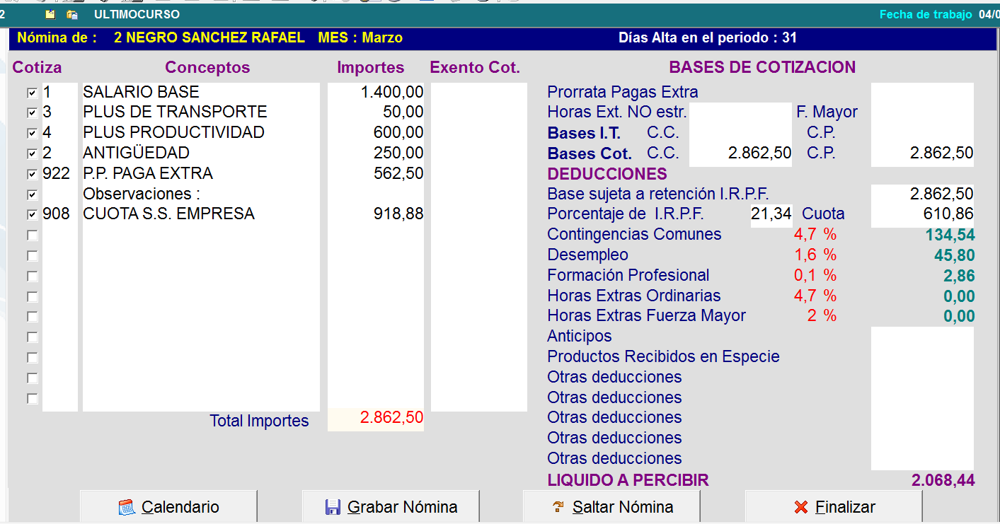 2 ULTIMOCURSO Fecha de trabajo 04/0
Nómina de : 2 NEGRO SANCHEZ RAFAEL MES : Marzo Días Alta en el periodo : 31
Cotiza Conceptos Importes Exento Cot. BASES DE COTIZACION
1 SALARIO BASE 1.400,00 Prorrata Pagas Extra
3 PLUS DE TRANSPORTE 50,00 Horas Ext. NO estr. F. Mayor
4 PLUS PRODUCTIVIDAD 600,00 Bases I.T. C.C. C.P.
2 ANTIGÜEDAD 250,00 Bases Cot. C.C. 2.862,50 C.P. 2.862,50
922 P.P. PAGA EXTRA 562,50 DEDUCCIONES
Observaciones : Base sujeta a retención I.R.P.F. 2.862,50
908 CUOTA S.S. EMPRESA 918,88 Porcentaje de I.R.P.F. 21,34 Cuota 610,86
Contingencias Comunes 4,7 % 134,54
Desempleo 1,6 % 45,80
Formación Profesional 0,1 % 2,86
Horas Extras Ordinarias 4,7 % 0,00
Horas Extras Fuerza Mayor 2 % 0,00
Anticipos
Productos Recibidos en Especie
Otras deducciones
Otras deducciones
Total Importes 2.862,50 Otras deducciones
Otras deducciones
Otras deducciones
LIQUIDO A PERCIBIR 2.068,44
Calendario Grabar Nómina Saltar Nómina Finalizar